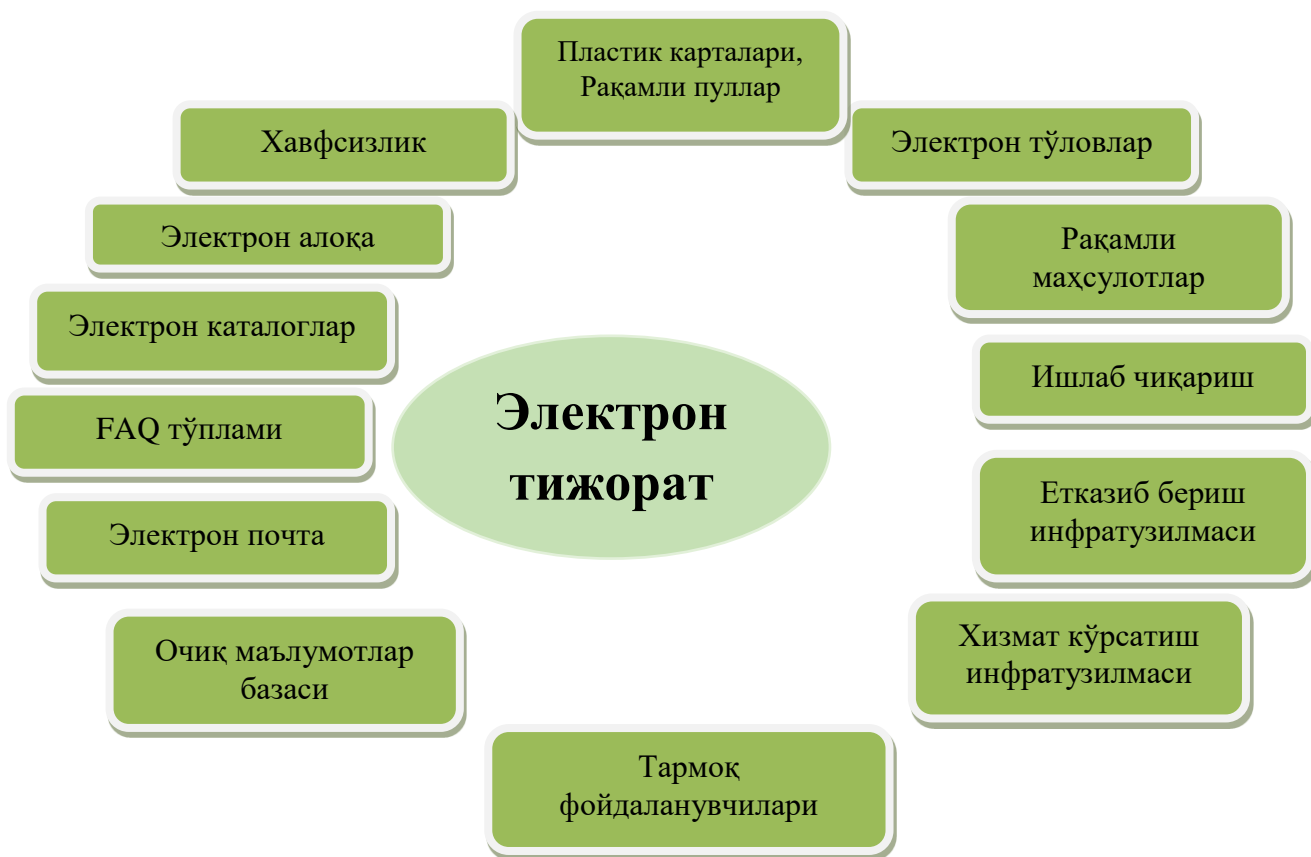 Пластик карталари,
Рақамли пуллар
Хавфсизлик
Электрон тўловлар
Электрон алоқа
Рақамли
маҳсулотлар
Электрон каталоглар
Ишлаб чиқариш
Электрон
тижорат
FAQ тўплами
Етказиб бериш
инфратузилмаси
Электрон почта
Хизмат кўрсатиш
инфратузилмаси
Очиқ маълумотлар
базаси
Тармоқ
фойдаланувчилари